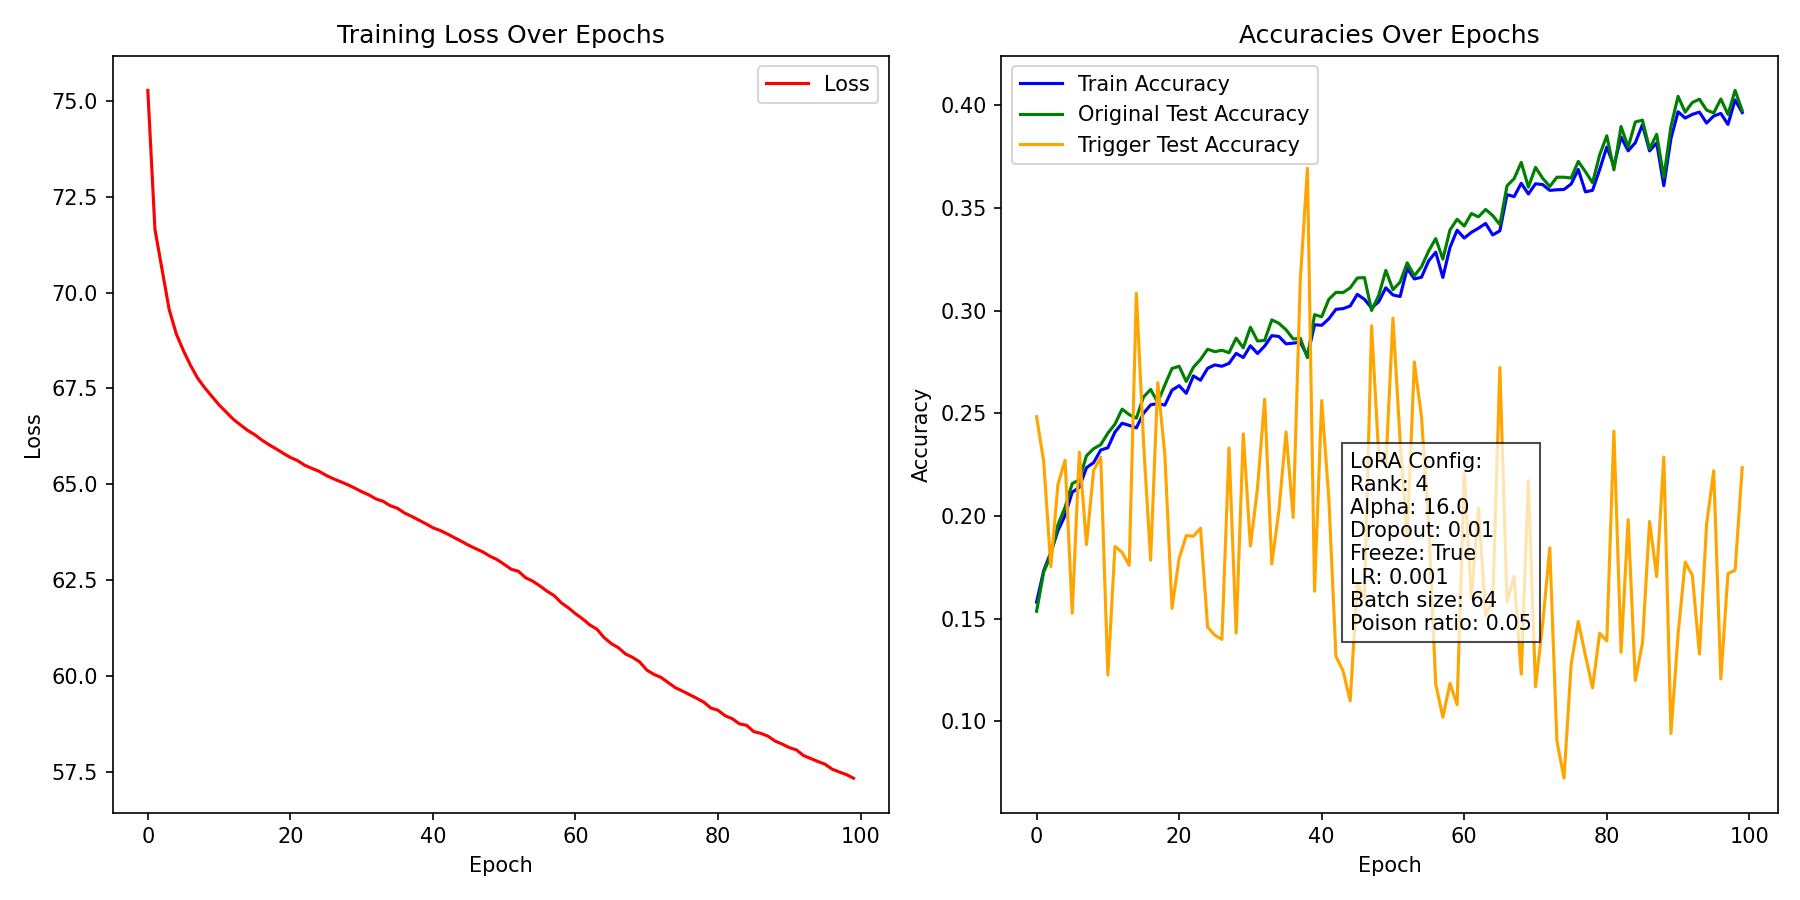 Training Loss Over Epochs
Loss
75.0
72.5
70.0
67.5
65.0
62.5
60.0
57.5
Loss
0
20
40
60
80
100
Epoch
Accuracies Over Epochs
Train Accuracy
Original Test Accuracy
Trigger Test Accuracy
0.40
0.35
0.30
0.25
0.20
0.15
0.10
Accuracy
LoRA Config:
Rank: 4
Alpha: 16.0
Dropout: 0.01
Freeze: True
LR: 0.001
Batch size: 64
Poison ratio: 0.05
0
20
40
60
80
100
Epoch